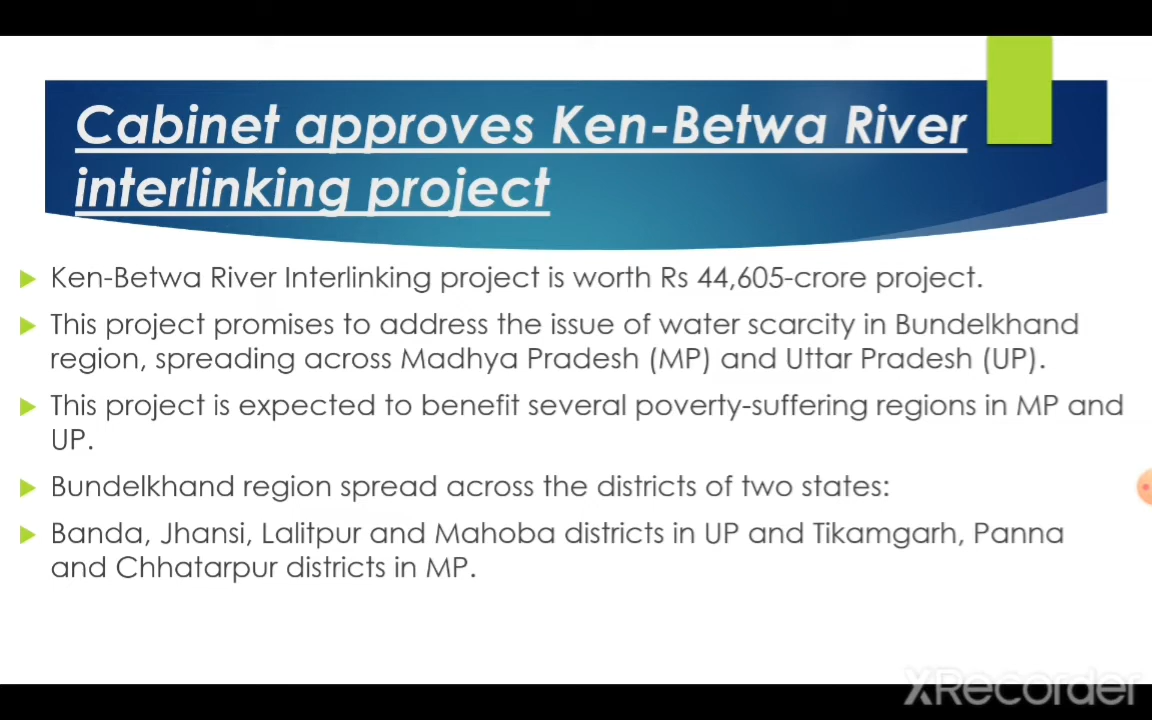 Cabinet approves Ken-Betwa River
interlinking project
Ken-Betwa River Interlinking project is worth Rs 44,605-crore project.
This project promises to address the issue of water scarcity in Bundelkhand
region, spreading across Madhya Pradesh (MP) and Uttar Pradesh (UP).
This project is expected to benefit several poverty-suffering regions in MP and
UP.
Bundelkhand region spread across the districts of two states:
Banda, Jhansi, Lalitpur and Mahoba districts in UP and Tikamgarh, Panna
and Chhatarpur districts in MP.
XRecorder